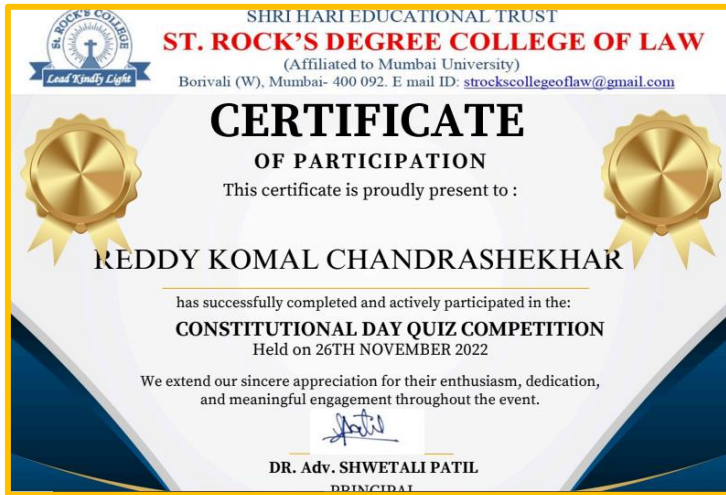 SHRI HARI EDUCATIONAL TRUST
ST. ROCK'S COLLEGE
Lead Kindly Light
ST. ROCK'S DEGREE COLLEGE OF LAW
(Affiliated to Mumbai University)
Borivali (W), Mumbai- 400 092. E mail ID: strockscollegeoflaw@gmail.com
CERTIFICATE
OF PARTICIPATION
This certificate is proudly present to :
REDDY KOMAL CHANDRASHEKHAR
has successfully completed and actively participated in the:
CONSTITUTIONAL DAY QUIZ COMPETITION
Held on 26TH NOVEMBER 2022
We extend our sincere appreciation for their enthusiasm, dedication,
and meaningful engagement throughout the event.
Patil
DR. Adv. SHWETALI PATIL
PRINCIPAL